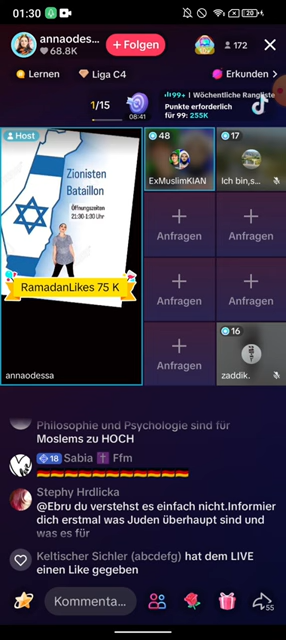 01:30
20
annaodes...
68.8K
+ Folgen
172
Lernen
Liga C4
Erkunden
1/15
08:41
99+ | Wöchentliche Rangliste
Punkte erforderlich
für 99: 255K
TikTok
Host
Zionisten
Bataillon
Öffnungszeiten
21:30-1:30 Uhr
RamadanLikes 75 K
annaodessa
48
ExMuslimKIAN
17
Ich bin,s...
Anfragen
Anfragen
Anfragen
Anfragen
Anfragen
16
zaddik.
Philosophie und Psychologie sind für
Moslems zu HOCH
18 Sabia ✝️ Ffm
🇩🇪🇩🇪🇩🇪🇩🇪🇩🇪🇩🇪🇩🇪🇩🇪🇩🇪🇩🇪
Stephy Hrdlicka
@Ebru du verstehst es einfach nicht.Informier
dich erstmal was Juden überhaupt sind und
was es für
Keltischer Sichler (abcdefg) hat dem LIVE
einen Like gegeben
Kommenta...
55